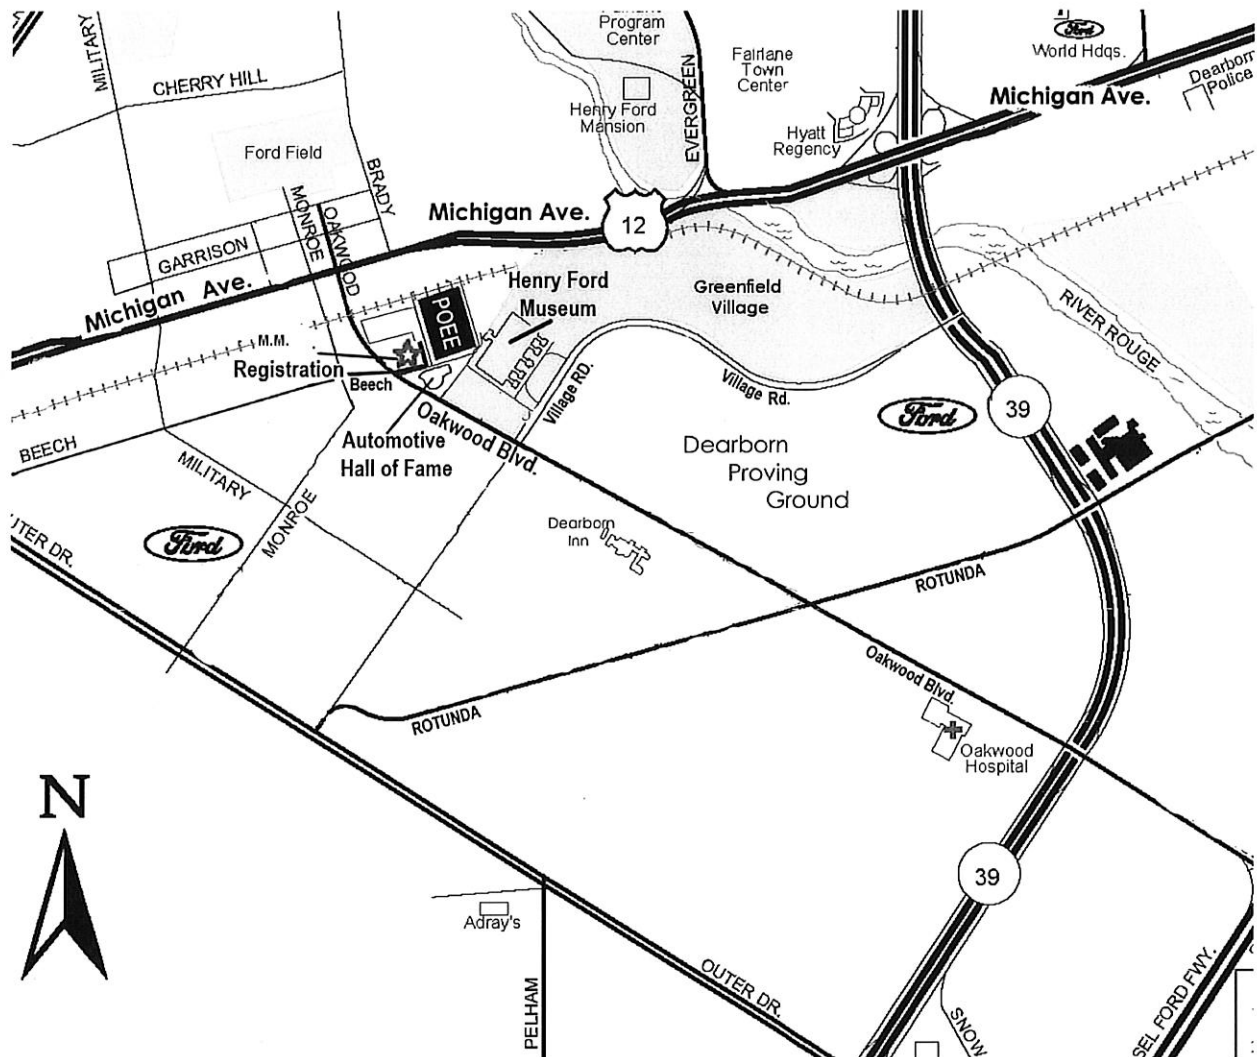 Program
Center
MILITARY
CHERRY HILL
Henry Ford
Mansion
EVERGREEN
Fairlane
Town
Center
Ford
World Hdqs.
Dearborn
Police
Michigan Ave.
Hyatt
Regency
Ford Field
BRADY
MONROE
OAKWOOD
GARRISON
Michigan Ave.
12
Michigan Ave.
Henry Ford
Museum
Greenfield
Village
RIVER ROUGE
POEE
M.M.
Registration
Beech
Village RD.
Village Rd.
Oakwood Blvd.
Ford
39
BEECH
Automotive
Hall of Fame
Dearborn
Proving
Ground
MILITARY
MONROE
Ford
Dearborn
Inn
UTER DR.
ROTUNDA
Oakwood Blvd.
ROTUNDA
Oakwood
Hospital
N
39
Adray's
PELHAM
OUTER DR.
SNOW
SEL FORD FWY.